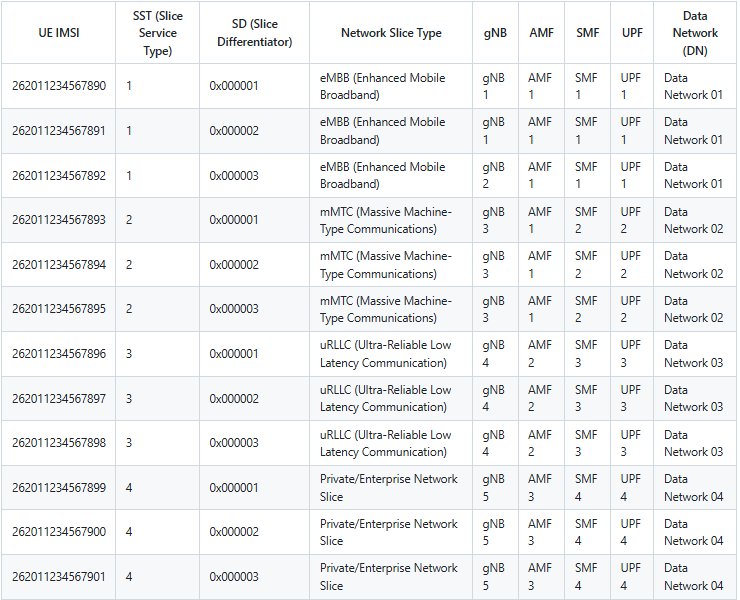 UE IMSI SST (Slice Service Type) SD (Slice Differentiator) Network Slice Type gNB AMF SMF UPF Data Network (DN)
262011234567890 1 0x000001 eMBB (Enhanced Mobile Broadband) gNB 1 AMF 1 SMF 1 UPF 1 Data Network 01
262011234567891 1 0x000002 eMBB (Enhanced Mobile Broadband) gNB 1 AMF 1 SMF 1 UPF 1 Data Network 01
262011234567892 1 0x000003 eMBB (Enhanced Mobile Broadband) gNB 2 AMF 1 SMF 1 UPF 1 Data Network 01
262011234567893 2 0x000001 mMTC (Massive Machine-Type Communications) gNB 3 AMF 1 SMF 2 UPF 2 Data Network 02
262011234567894 2 0x000002 mMTC (Massive Machine-Type Communications) gNB 3 AMF 1 SMF 2 UPF 2 Data Network 02
262011234567895 2 0x000003 mMTC (Massive Machine-Type Communications) gNB 3 AMF 1 SMF 2 UPF 2 Data Network 02
262011234567896 3 0x000001 uRLLC (Ultra-Reliable Low Latency Communication) gNB 4 AMF 2 SMF 3 UPF 3 Data Network 03
262011234567897 3 0x000002 uRLLC (Ultra-Reliable Low Latency Communication) gNB 4 AMF 2 SMF 3 UPF 3 Data Network 03
262011234567898 3 0x000003 uRLLC (Ultra-Reliable Low Latency Communication) gNB 4 AMF 2 SMF 3 UPF 3 Data Network 03
262011234567899 4 0x000001 Private/Enterprise Network Slice gNB 5 AMF 3 SMF 4 UPF 4 Data Network 04
262011234567900 4 0x000002 Private/Enterprise Network Slice gNB 5 AMF 3 SMF 4 UPF 4 Data Network 04
262011234567901 4 0x000003 Private/Enterprise Network Slice gNB 5 AMF 3 SMF 4 UPF 4 Data Network 04